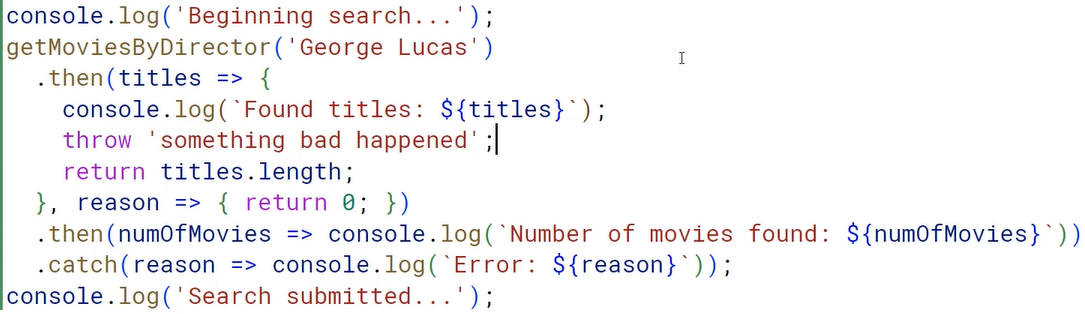 console.log('Beginning search...');
getMoviesByDirector('George Lucas')
  .then(titles => {
    console.log(`Found titles: ${titles}`);
    throw 'something bad happened';
    return titles.length;
  }, reason => { return 0; })
  .then(numOfMovies => console.log(`Number of movies found: ${numOfMovies}`))
  .catch(reason => console.log(`Error: ${reason}`));
console.log('Search submitted...');